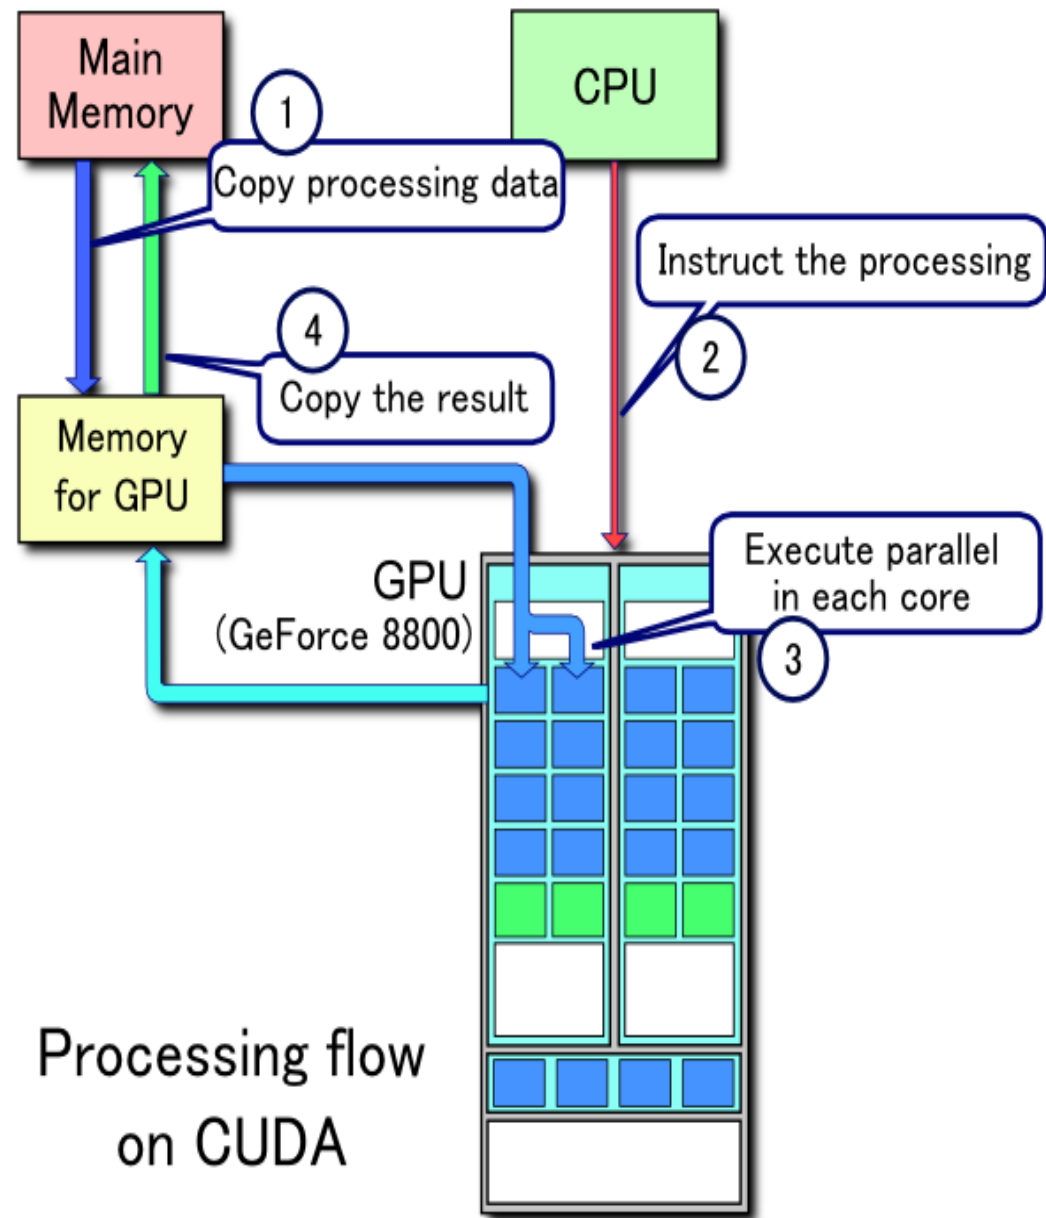 Main
Memory
CPU
1
Copy processing data
Instruct the processing
2
4
Copy the result
Memory
for GPU
GPU
(GeForce 8800)
Execute parallel
in each core
3
Processing flow
on CUDA